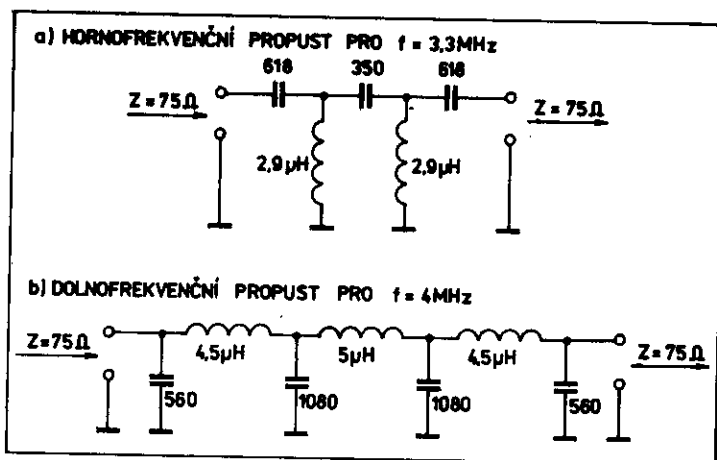 a) HORNOFREKVENČNÍ PROPUST PRO f = 3,3MHz
618 350 618
Z = 75Ω
Z = 75Ω
2,9µH 2,9µH
b) DOLNOFREKVENČNÍ PROPUST PRO f = 4MHz
Z=75Ω
4,5µH 5µH 4,5µH
Z=75Ω
560 1080 1080 560